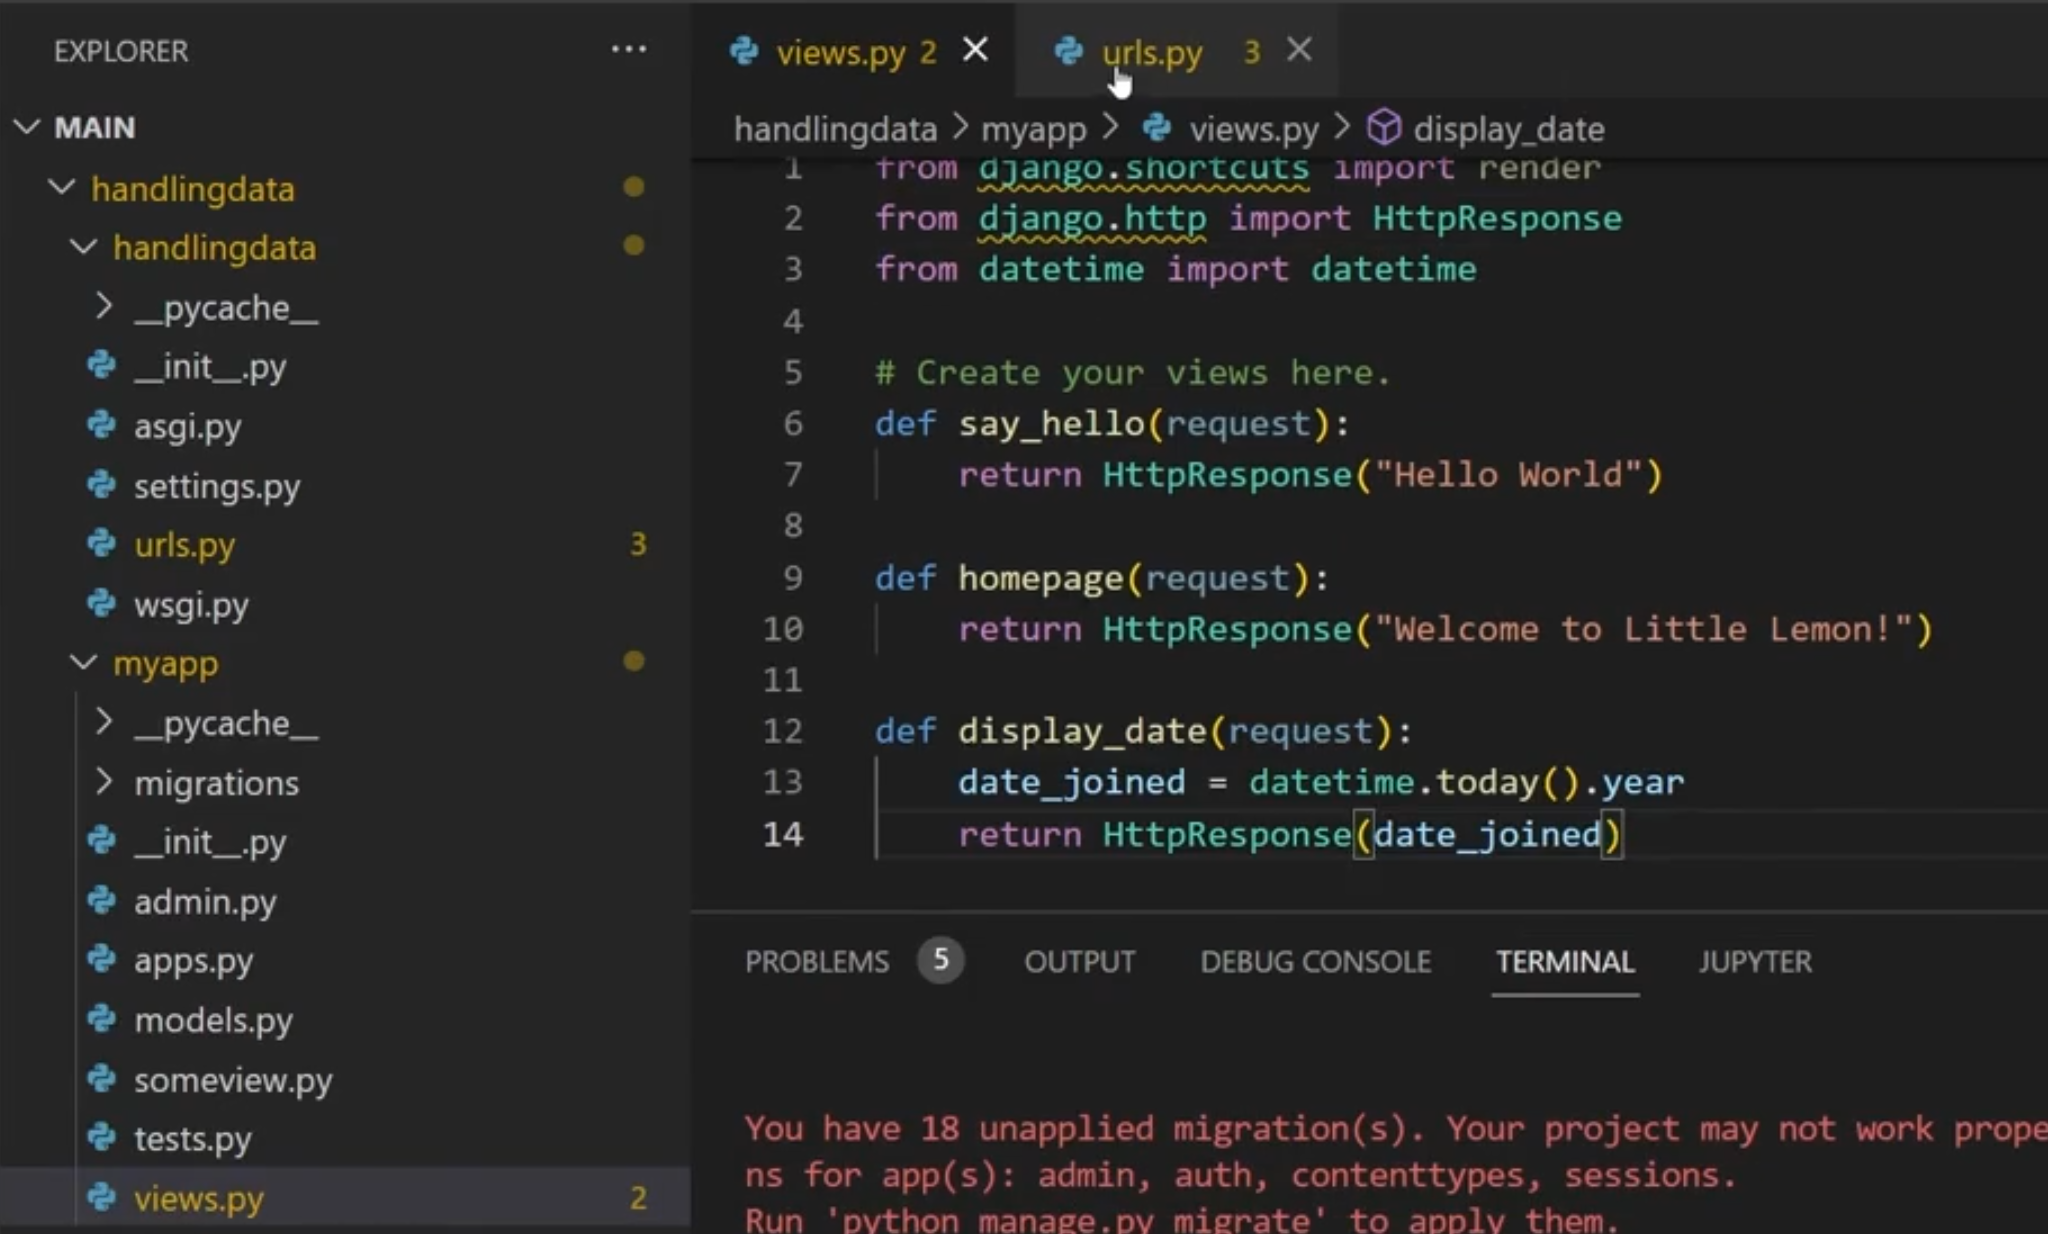 EXPLORER
MAIN
handlingdata
handlingdata
__pycache__
__init__.py
asgi.py
settings.py
urls.py 3
wsgi.py
myapp
__pycache__
migrations
__init__.py
admin.py
apps.py
models.py
someview.py
tests.py
views.py 2
views.py 2 urls.py 3
handlingdata > myapp > views.py > display_date
1 from django.shortcuts import render
2 from django.http import HttpResponse
3 from datetime import datetime
4
5 # Create your views here.
6 def say_hello(request):
7 return HttpResponse("Hello World")
8
9 def homepage(request):
10 return HttpResponse("Welcome to Little Lemon!")
11
12 def display_date(request):
13 date_joined = datetime.today().year
14 return HttpResponse(date_joined)
PROBLEMS 5 OUTPUT DEBUG CONSOLE TERMINAL JUPYTER
You have 18 unapplied migration(s). Your project may not work prope
ns for app(s): admin, auth, contenttypes, sessions.
Run 'python manage.py migrate' to apply them.